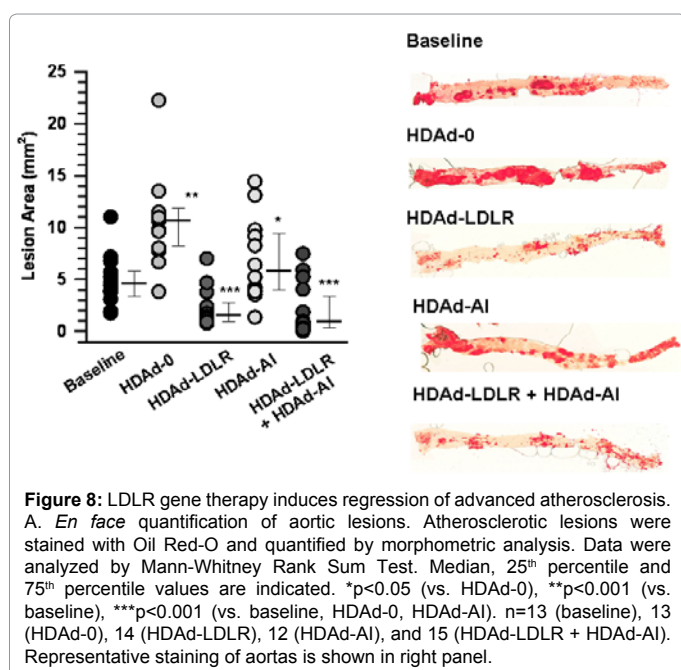 Baseline
HDAd-0
HDAd-LDLR
HDAd-AI
HDAd-LDLR + HDAd-AI
Lesion Area (mm²)
25
20
15
10
5
0
**
***
*
***
Baseline
HDAd-0
HDAd-LDLR
HDAd-AI
HDAd-LDLR
+ HDAd-AI
Figure 8: LDLR gene therapy induces regression of advanced atherosclerosis.
A. En face quantification of aortic lesions. Atherosclerotic lesions were
stained with Oil Red-O and quantified by morphometric analysis. Data were
analyzed by Mann-Whitney Rank Sum Test. Median, 25th percentile and
75th percentile values are indicated. *p<0.05 (vs. HDAd-0), **p<0.001 (vs.
baseline), ***p<0.001 (vs. baseline, HDAd-0, HDAd-AI). n=13 (baseline), 13
(HDAd-0), 14 (HDAd-LDLR), 12 (HDAd-AI), and 15 (HDAd-LDLR + HDAd-AI).
Representative staining of aortas is shown in right panel.